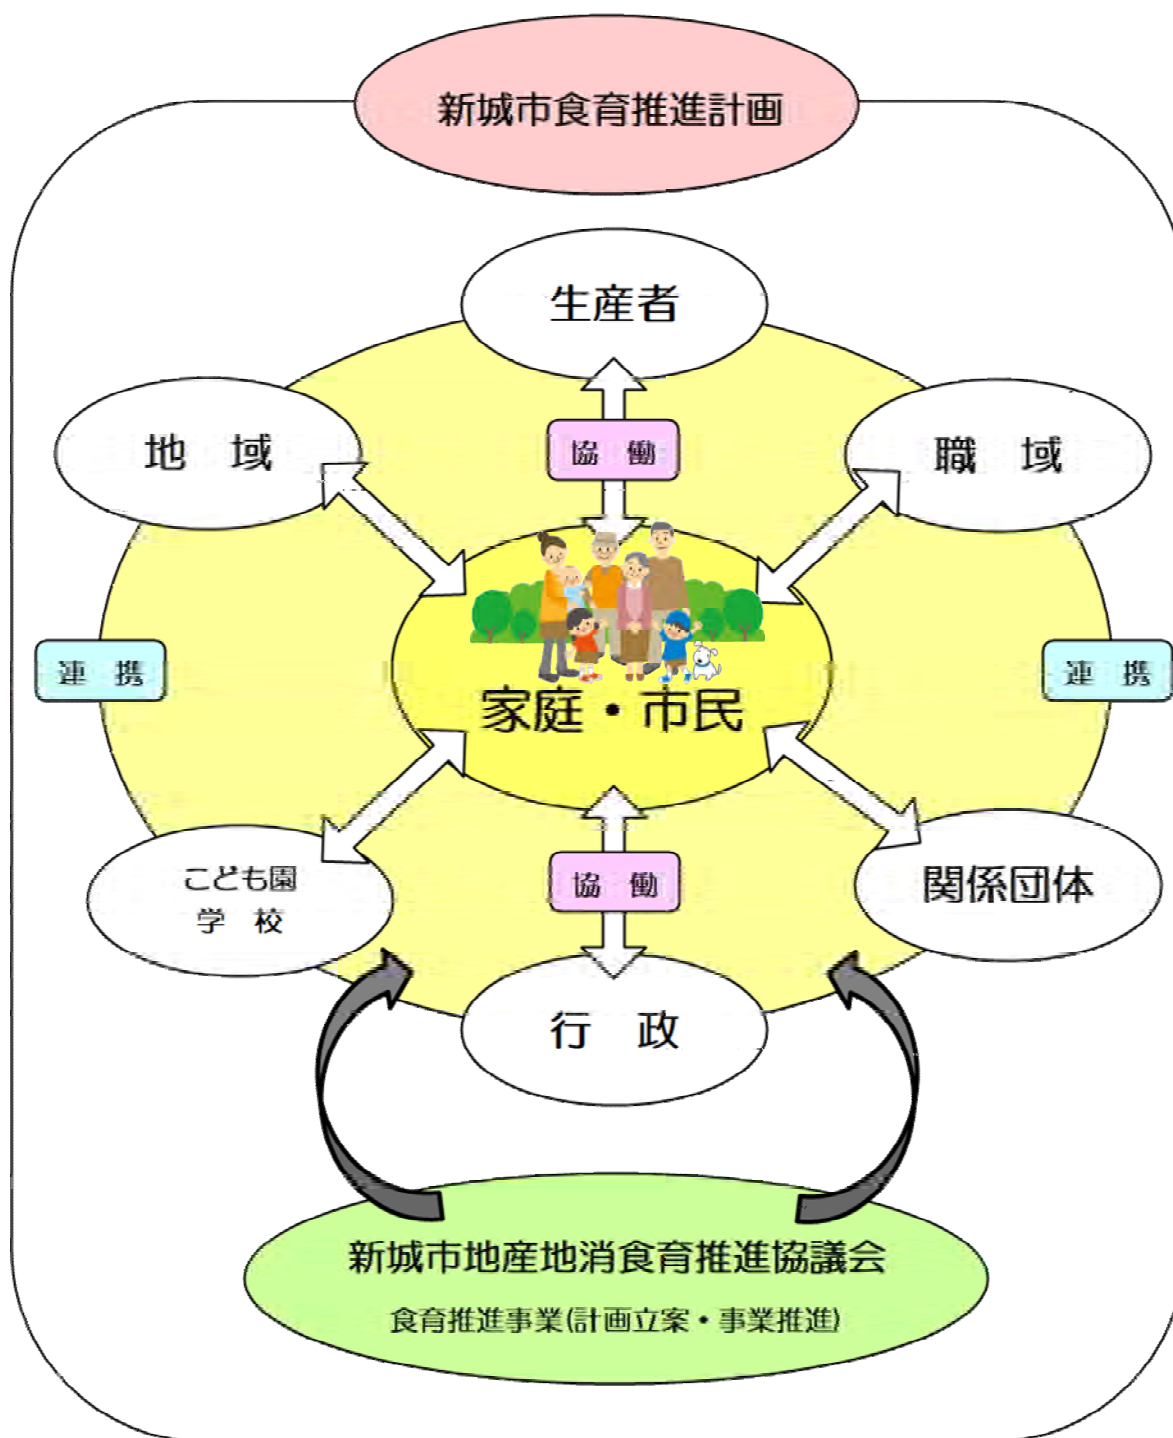 新城市食育推進計画
生産者
地　域
職　域
協　働
家庭・市民
連　携
連　携
こども園
学　校
協　働
関係団体
行　政
新城市地産地消食育推進協議会
食育推進事業(計画立案・事業推進)